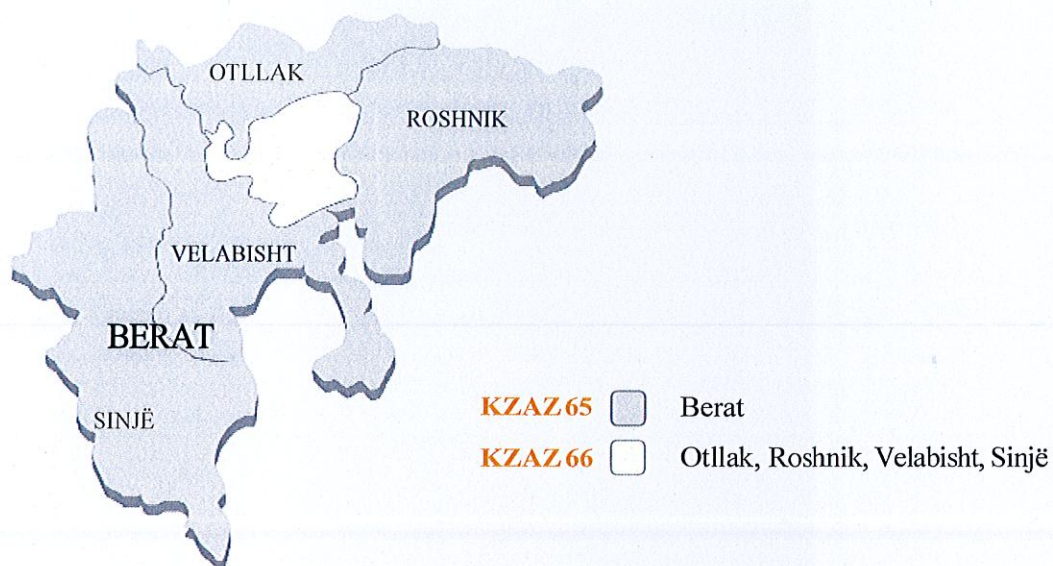 OTLLAK
ROSHNIK
VELABISHT
BERAT
SINJË
KZAZ 65 Berat
KZAZ 66 Otllak, Roshnik, Velabisht, Sinjë